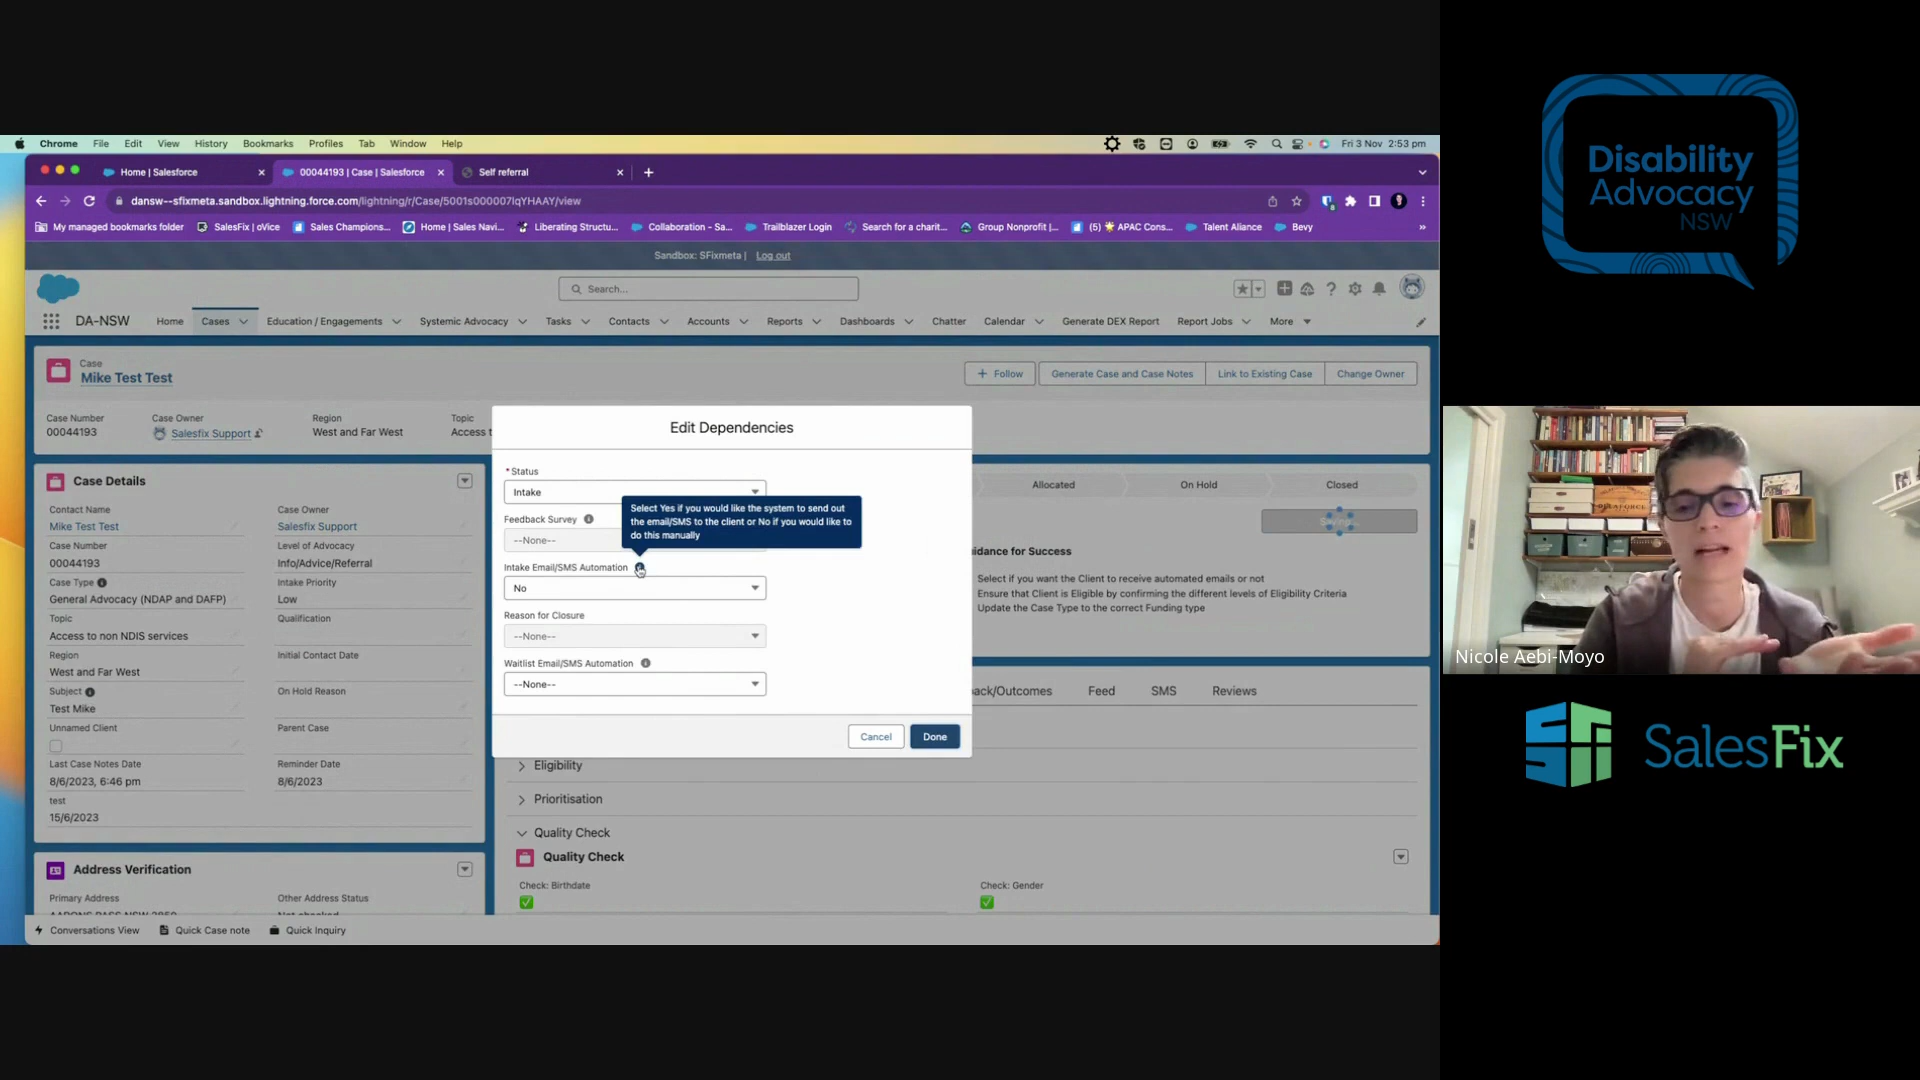 Chrome File Edit View History Bookmarks Profiles Tab Window Help
Fri 3 Nov 2:53 pm
Home | Salesforce
00044193 | Case | Salesforce
Self referral
dansw--sfixmeta.sandbox.lightning.force.com/lightning/r/Case/5001s000007IqYHAAY/view
My managed bookmarks folder
SalesFix | oVice
Sales Champions...
Home | Sales Navi...
Liberating Structu...
Collaboration - Sa...
Trailblazer Login
Search for a charit...
Group Nonprofit |...
(5) APAC Cons...
Talent Alliance
Bevy
»
Sandbox: SFixmeta | Log out
Search...
DA-NSW
Home
Cases
Education / Engagements
Systemic Advocacy
Tasks
Contacts
Accounts
Reports
Dashboards
Chatter
Calendar
Generate DEX Report
Report Jobs
More
Case
Mike Test Test
+ Follow
Generate Case and Case Notes
Link to Existing Case
Change Owner
Case Number
00044193
Case Owner
Salesfix Support
Region
West and Far West
Topic
Access t
Case Details
Contact Name
Mike Test Test
Case Owner
Salesfix Support
Case Number
00044193
Level of Advocacy
Info/Advice/Referral
Case Type
General Advocacy (NDAP and DAFP)
Intake Priority
Low
Topic
Access to non NDIS services
Qualification
Region
West and Far West
Initial Contact Date
Subject
Test Mike
On Hold Reason
Unnamed Client
Parent Case
Last Case Notes Date
8/6/2023, 6:46 pm
Reminder Date
8/6/2023
test
15/6/2023
Address Verification
Primary Address
Other Address Status
Edit Dependencies
*Status
Intake
Select Yes if you would like the system to send out
the email/SMS to the client or No if you would like to
do this manually
Feedback Survey
--None--
Intake Email/SMS Automation
No
Reason for Closure
--None--
Waitlist Email/SMS Automation
--None--
Cancel
Done
Allocated
On Hold
Closed
idance for Success
Select if you want the Client to receive automated emails or not
Ensure that Client is Eligible by confirming the different levels of Eligibility Criteria
Update the Case Type to the correct Funding type
ack/Outcomes
Feed
SMS
Reviews
Eligibility
Prioritisation
Quality Check
Quality Check
Check: Birthdate
Check: Gender
Conversations View
Quick Case note
Quick Inquiry
Disability
Advocacy
NSW
Nicole Aebi-Moyo
SalesFix